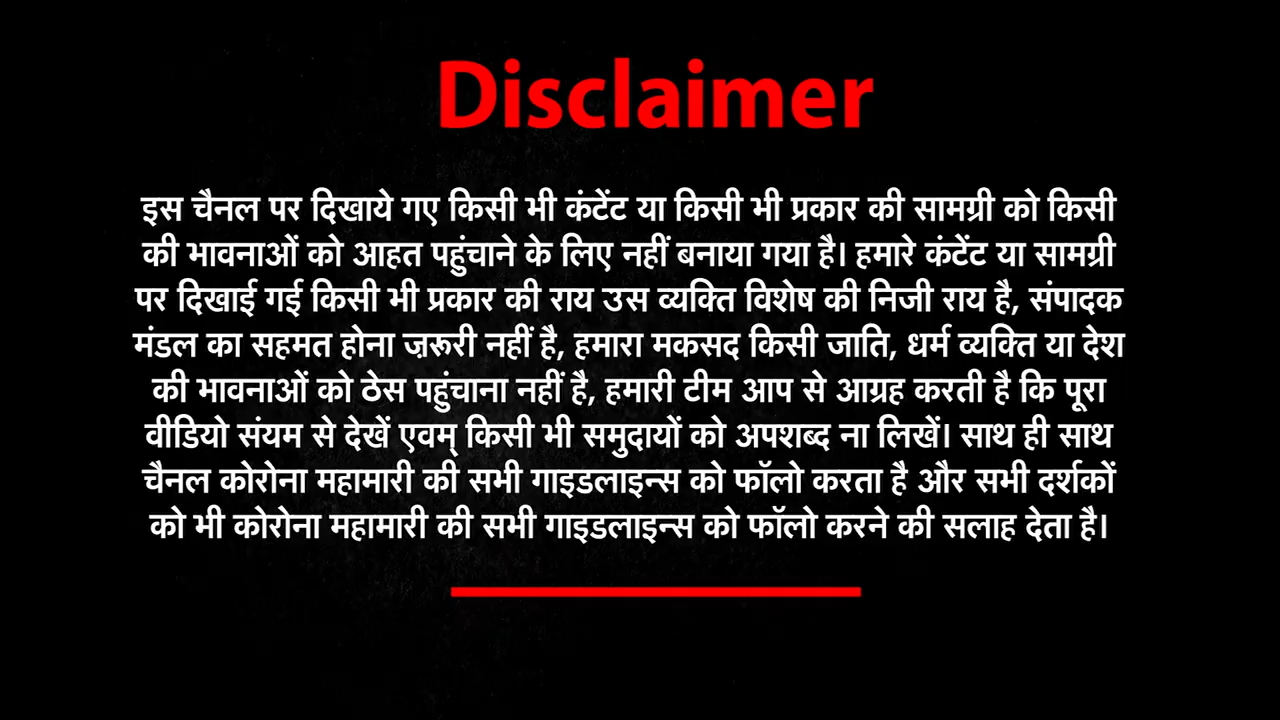 Disclaimer
इस चैनल पर दिखाये गए किसी भी कंटेंट या किसी भी प्रकार की सामग्री को किसी
की भावनाओं को आहत पहुंचाने के लिए नहीं बनाया गया है। हमारे कंटेंट या सामग्री
पर दिखाई गई किसी भी प्रकार की राय उस व्यक्ति विशेष की निजी राय है, संपादक
मंडल का सहमत होना ज़रूरी नहीं है, हमारा मकसद किसी जाति, धर्म व्यक्ति या देश
की भावनाओं को ठेस पहुंचाना नहीं है, हमारी टीम आप से आग्रह करती है कि पूरा
वीडियो संयम से देखें एवम् किसी भी समुदायों को अपशब्द ना लिखें। साथ ही साथ
चैनल कोरोना महामारी की सभी गाइडलाइन्स को फॉलो करता है और सभी दर्शकों
को भी कोरोना महामारी की सभी गाइडलाइन्स को फॉलो करने की सलाह देता है।